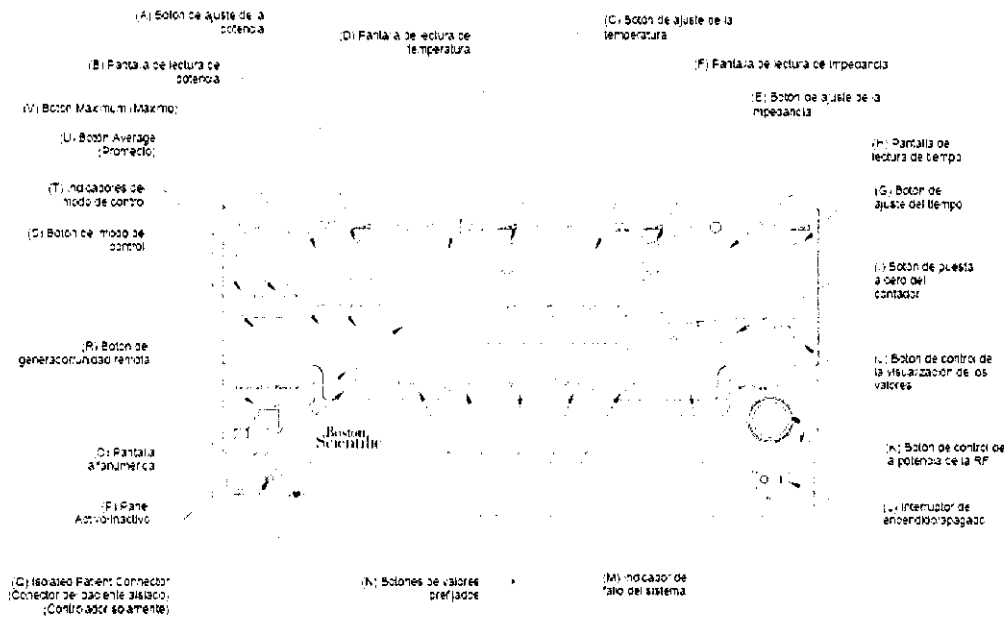 (A) Botón de ajuste de la
potencia
(D) Pantalla de lectura de
temperatura
(C) Botón de ajuste de la
temperatura
(B) Pantalla de lectura de
potencia
(F) Pantalla de lectura de impedancia
(V) Botón Maximum (Máximo)
(E) Botón de ajuste de la
impedancia
(U) Botón Average
(Promedio)
(H) Pantalla de
lectura de tiempo
(T) Indicadores de
modo de control
(G) Botón de
ajuste del tiempo
(S) Botón del modo de
control
(I) Botón de puesta
a cero del
contador
(R) Botón de
generador/unidad remota
(J) Botón de control de
la visualización de los
valores
Boston
Scientific
(O) Pantalla
alfanumérica
(K) Botón de control de
la potencia de la RF
(P) Panel
Activo-Inactivo
(L) Interruptor de
encendido/apagado
(Q) Isolated Patient Connector
(Conector del paciente aislado)
(Controlador solamente)
(N) Botones de valores
prefijados
(M) Indicador de
fallo del sistema